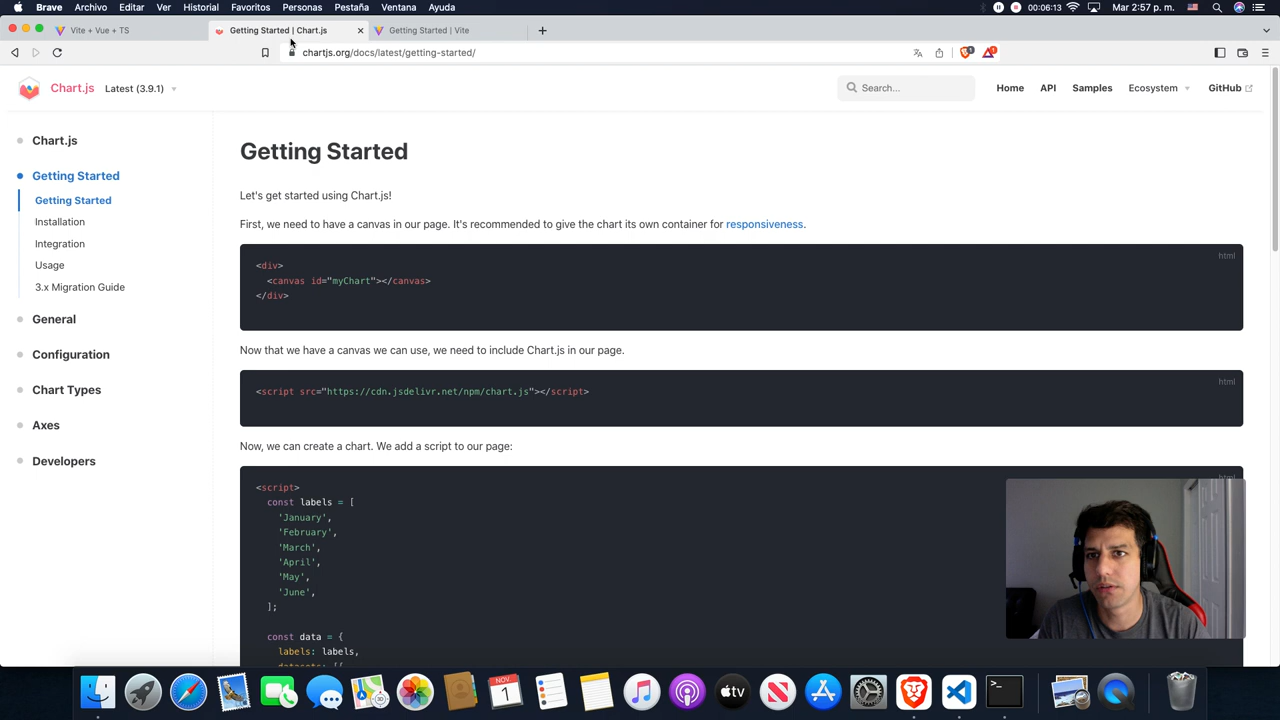 Brave Archivo Editar Ver Historial Favoritos Personas Pestaña Ventana Ayuda 00:06:13 Mar 2:57 p. m.
Vite + Vue + TS
Getting Started | Chart.js
Getting Started | Vite
chartjs.org/docs/latest/getting-started/
Chart.js Latest (3.9.1)
Search...
Home API Samples Ecosystem GitHub
Chart.js
Getting Started
Getting Started
Installation
Integration
Usage
3.x Migration Guide
General
Configuration
Chart Types
Axes
Developers
Getting Started
Let's get started using Chart.js!
First, we need to have a canvas in our page. It's recommended to give the chart its own container for responsiveness.
html
<div>
<canvas id="myChart"></canvas>
</div>
Now that we have a canvas we can use, we need to include Chart.js in our page.
html
<script src="https://cdn.jsdelivr.net/npm/chart.js"></script>
Now, we can create a chart. We add a script to our page:
<script>
const labels = [
'January',
'February',
'March',
'April',
'May',
'June',
];
const data = {
labels: labels,
datasets: [{
NOV
1
tv